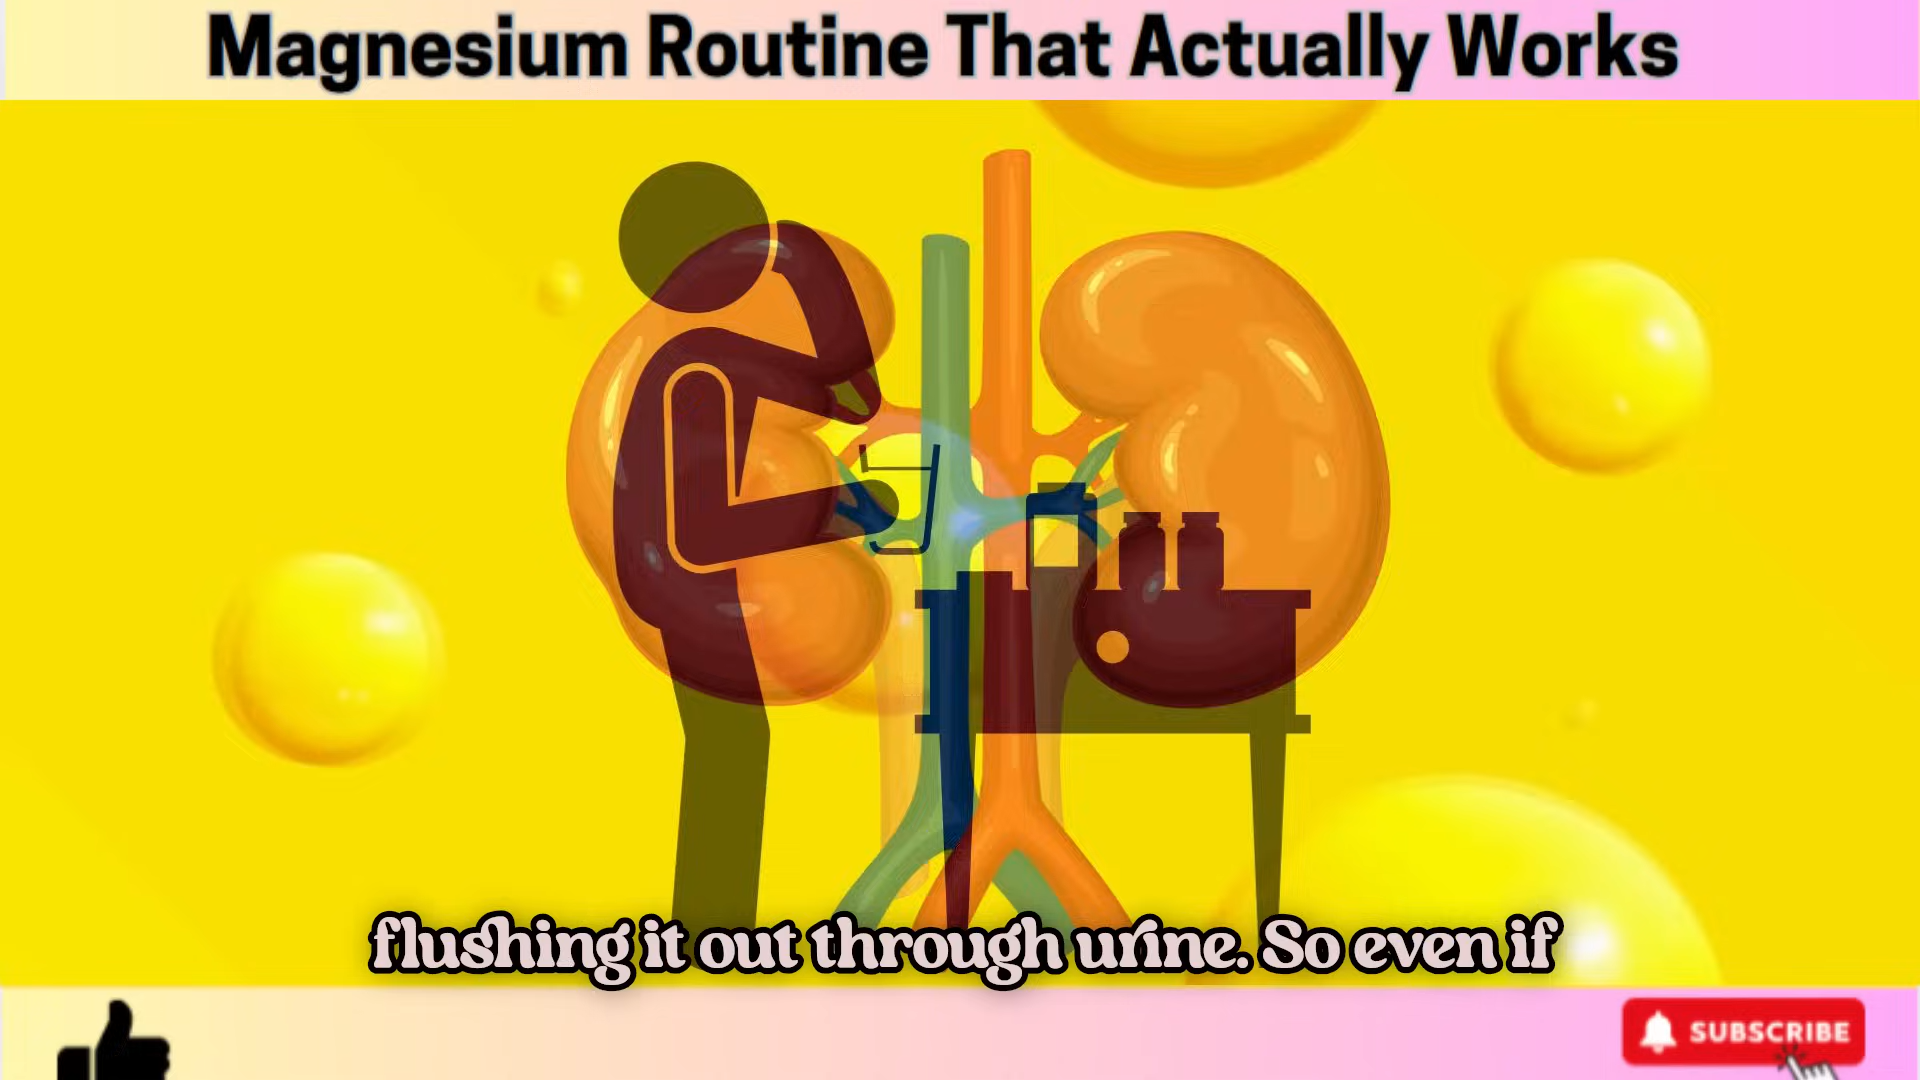 Magnesium Routine That Actually Works
flushing it out through urine. So even if
SUBSCRIBE